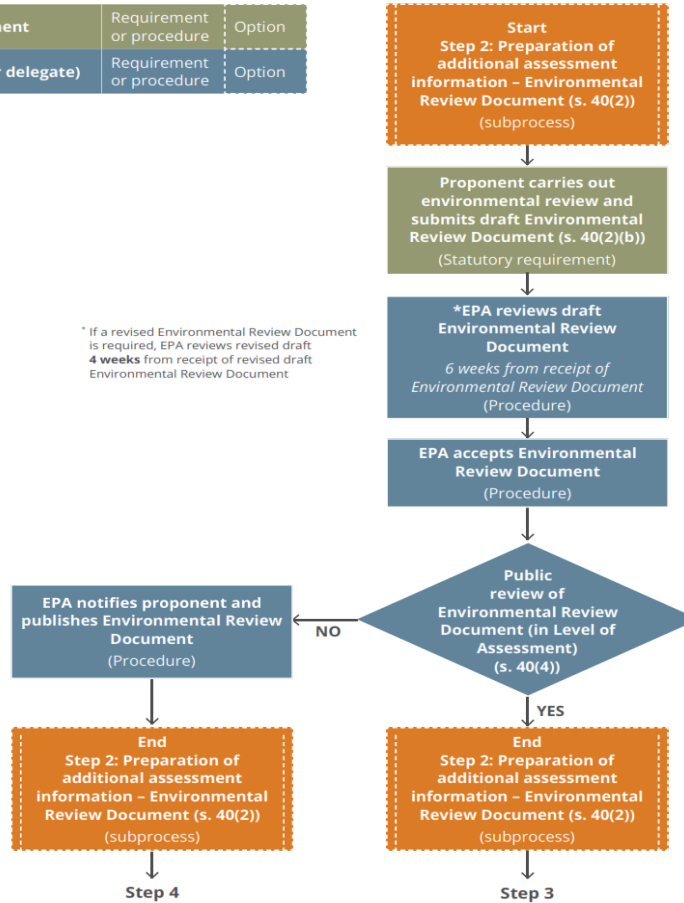 Requirement
or procedure
Option
r delegate)
Requirement
or procedure
Option
Start
Step 2: Preparation of
additional assessment
information – Environmental
Review Document (s. 40(2))
(subprocess)
Proponent carries out
environmental review and
submits draft Environmental
Review Document (s. 40(2)(b))
(Statutory requirement)
* If a revised Environmental Review Document
is required, EPA reviews revised draft
4 weeks from receipt of revised draft
Environmental Review Document
*EPA reviews draft
Environmental Review
Document
6 weeks from receipt of
Environmental Review Document
(Procedure)
EPA accepts Environmental
Review Document
(Procedure)
Public
review of
Environmental Review
Document (in Level of
Assessment)
(s. 40(4))
NO
EPA notifies proponent and
publishes Environmental Review
Document
(Procedure)
YES
End
Step 2: Preparation of
additional assessment
information – Environmental
Review Document (s. 40(2))
(subprocess)
Step 4
End
Step 2: Preparation of
additional assessment
information – Environmental
Review Document (s. 40(2))
(subprocess)
Step 3